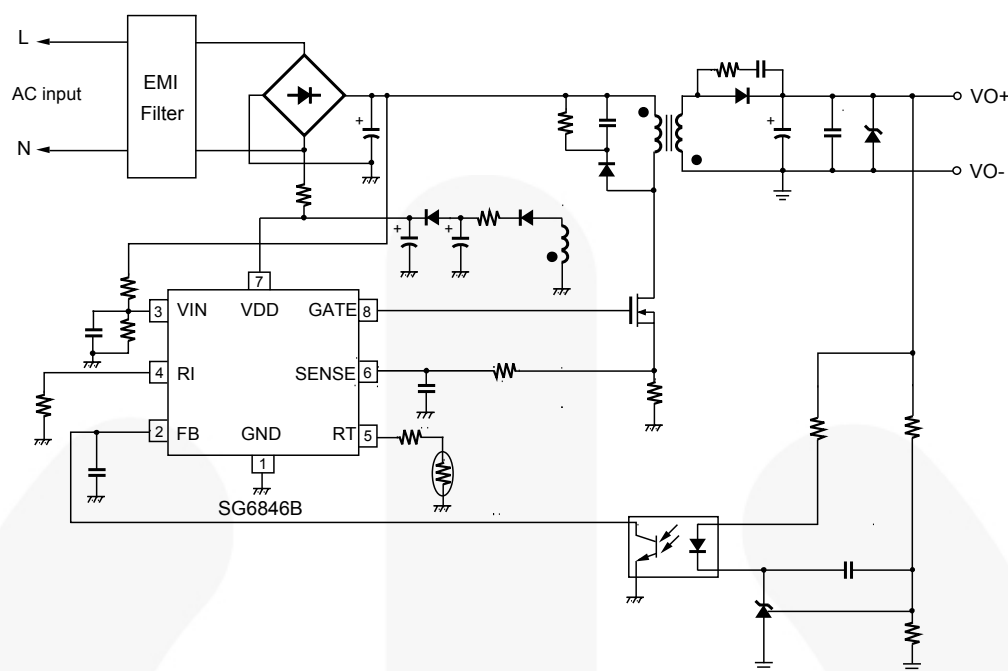 L
EMI
Filter
AC input
N
VO+
VO-
+
+
+
+
7
3
VIN
VDD
GATE
8
4
RI
SENSE
6
2
FB
GND
RT
5
1
SG6846B